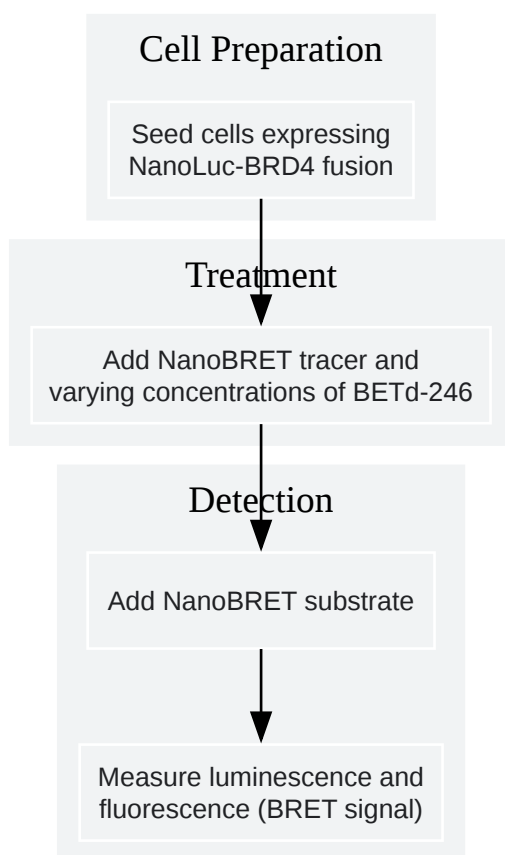 Cell Preparation
Seed cells expressing
NanoLuc-BRD4 fusion
Treatment
Add NanoBRET tracer and
varying concentrations of BETd-246
Detection
Add NanoBRET substrate
Measure luminescence and
fluorescence (BRET signal)